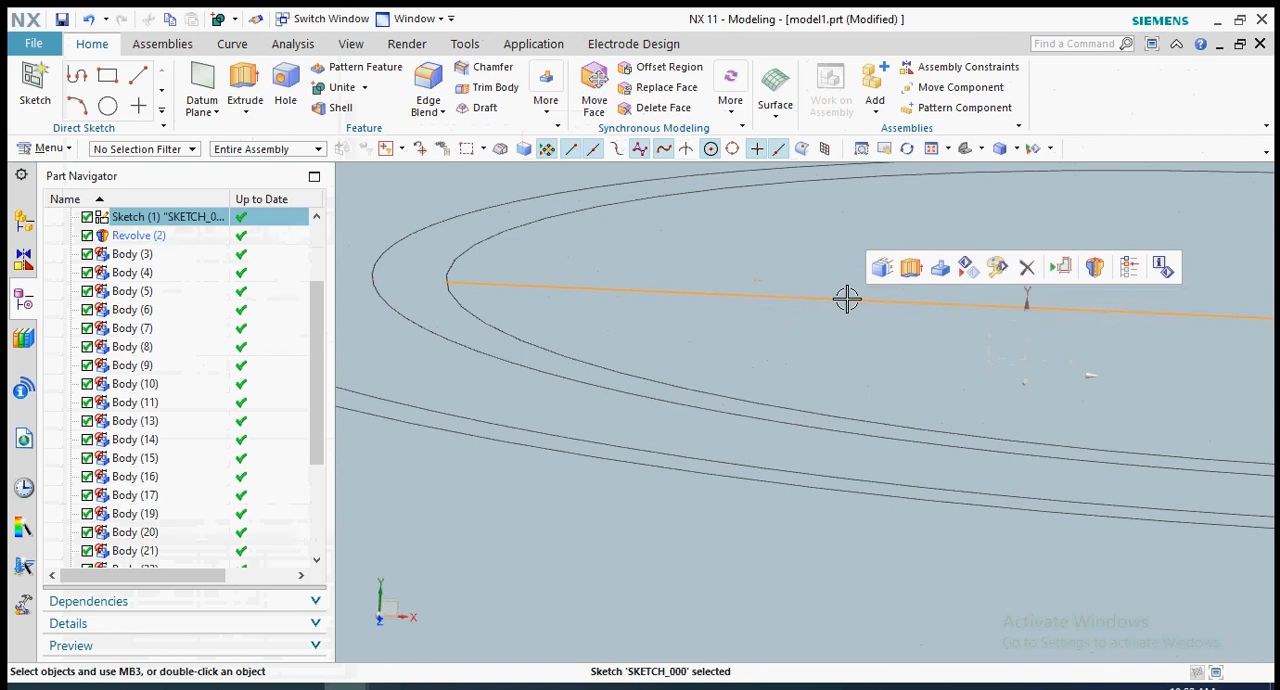 NX
Switch Window
Window
NX 11 - Modeling - [model1.prt (Modified) ]
SIEMENS
File
Home
Assemblies
Curve
Analysis
View
Render
Tools
Application
Electrode Design
Find a Command
Sketch
Direct Sketch
Datum Plane
Extrude
Hole
Pattern Feature
Unite
Shell
Feature
Edge Blend
Chamfer
Trim Body
Draft
More
Move Face
Offset Region
Replace Face
Delete Face
Synchronous Modeling
More
Surface
Work on Assembly
Add
Assembly Constraints
Move Component
Pattern Component
Assemblies
Menu
No Selection Filter
Entire Assembly
Part Navigator
Name
Up to Date
Sketch (1) "SKETCH_0...
Revolve (2)
Body (3)
Body (4)
Body (5)
Body (6)
Body (7)
Body (8)
Body (9)
Body (10)
Body (11)
Body (13)
Body (14)
Body (15)
Body (16)
Body (17)
Body (19)
Body (20)
Body (21)
Dependencies
Details
Preview
Y
Y
X
Z
Activate Windows
Go to Settings to activate Windows.
Select objects and use MB3, or double-click an object
Sketch 'SKETCH_000' selected